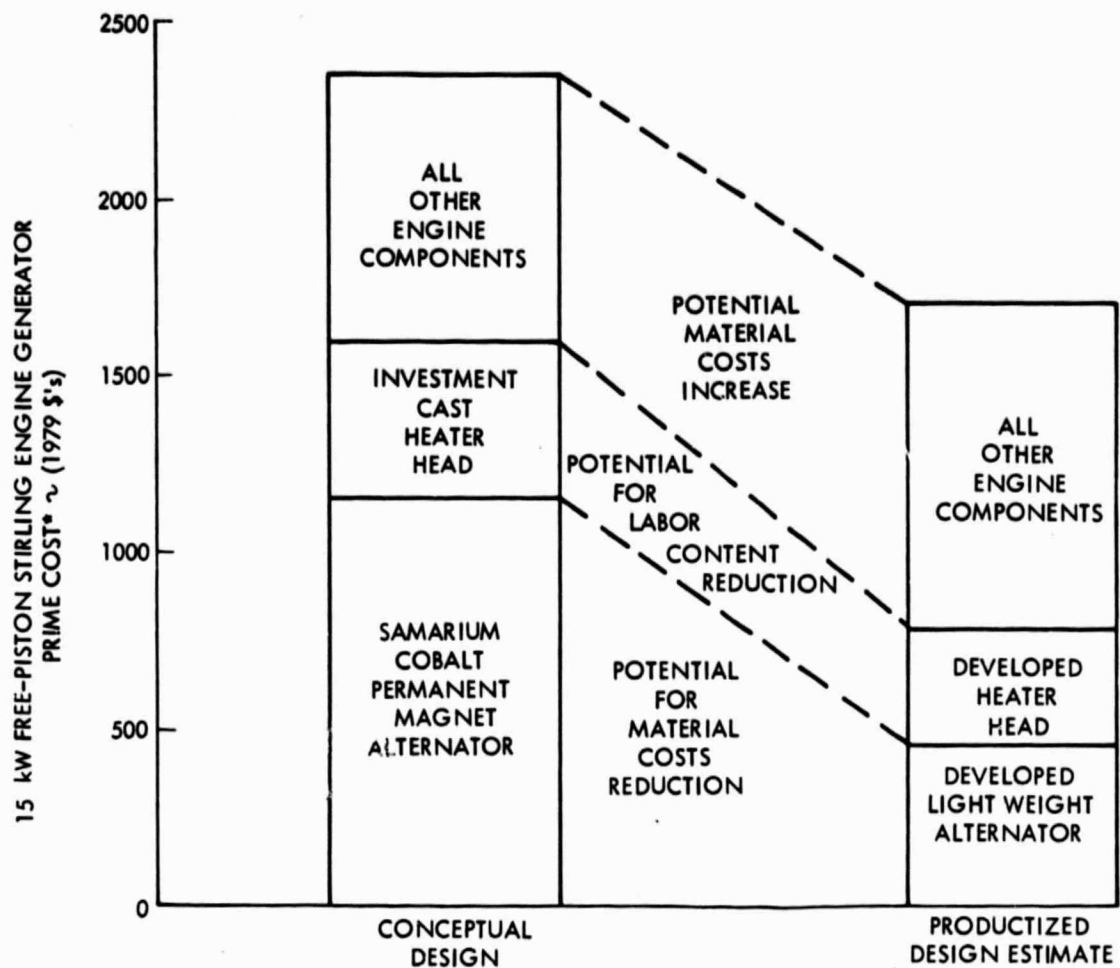 15 kW FREE-PISTON STIRLING ENGINE GENERATOR
PRIME COST* ~ (1979 $'s)
2500
2000
1500
1000
500
0
ALL
OTHER
ENGINE
COMPONENTS
INVESTMENT
CAST
HEATER
HEAD
SAMARIUM
COBALT
PERMANENT
MAGNET
ALTERNATOR
POTENTIAL
MATERIAL
COSTS
INCREASE
POTENTIAL
FOR
LABOR
CONTENT
REDUCTION
POTENTIAL
FOR
MATERIAL
COSTS
REDUCTION
ALL
OTHER
ENGINE
COMPONENTS
DEVELOPED
HEATER
HEAD
DEVELOPED
LIGHT WEIGHT
ALTERNATOR
CONCEPTUAL
DESIGN
PRODUCTIZED
DESIGN ESTIMATE